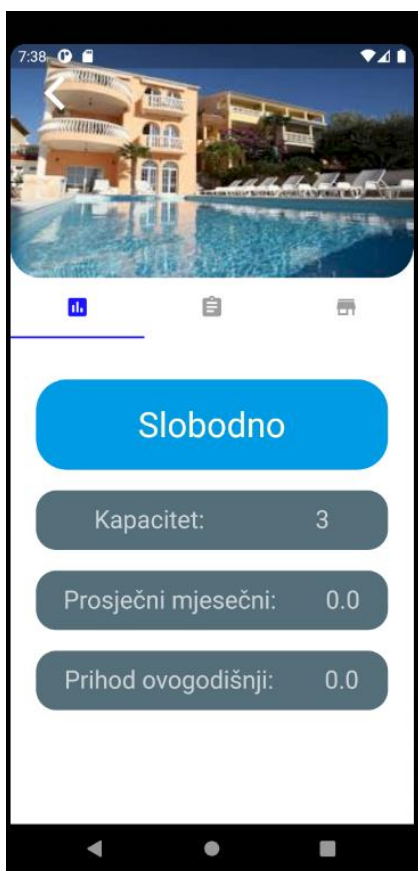 7:38
Slobodno
Kapacitet: 3
Prosječni mjesečni: 0.0
Prihod ovogodišnji: 0.0